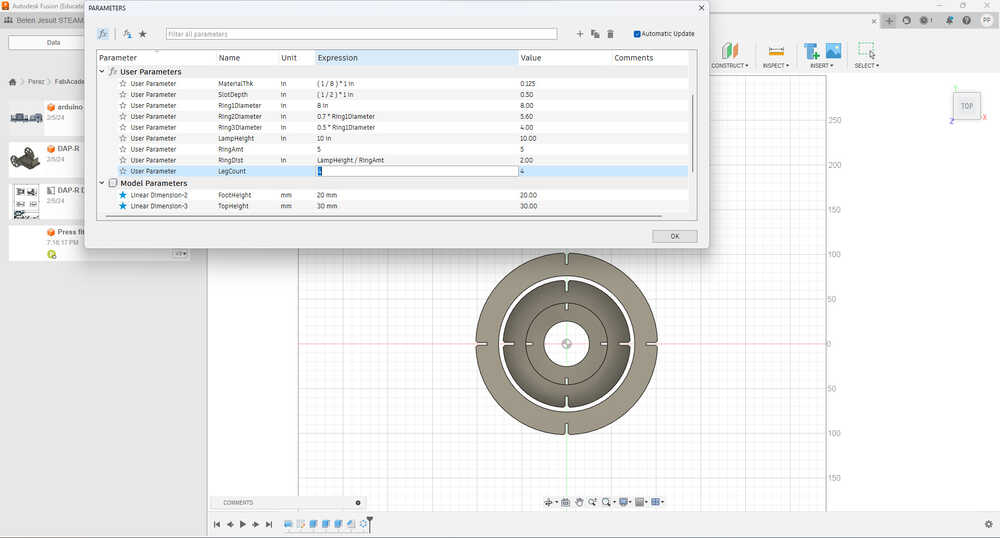 Autodesk Fusion (Educatio
Belen Jesuit STEAM
PP
Data
Perez
FabAcade
arduino
2/5/24
DAP-R
2/5/24
DAP-R D
2/5/24
Press fit
7:16:17 PM
V3
PARAMETERS
fx
Filter all parameters
Automatic Update
Parameter Name Unit Expression Value Comments
fx User Parameters
User Parameter MaterialThk in ( 1 / 8 ) * 1 in 0.125
User Parameter SlotDepth in ( 1 / 2 ) * 1 in 0.50
User Parameter Ring1Diameter in 8 in 8.00
User Parameter Ring2Diameter in 0.7 * Ring1Diameter 5.60
User Parameter Ring3Diameter in 0.5 * Ring1Diameter 4.00
User Parameter LampHeight in 10 in 10.00
User Parameter RingAmt 5 5
User Parameter RingDist in LampHeight / RingAmt 2.00
User Parameter LegCount 4 4
Model Parameters
Linear Dimension-2 FootHeight mm 20 mm 20.00
Linear Dimension-3 TopHeight mm 30 mm 30.00
OK
1
CONSTRUCT
INSPECT
INSERT
SELECT
TOP
Y
Z
X
250
200
150
100
50
0
50
100
150
COMMENTS